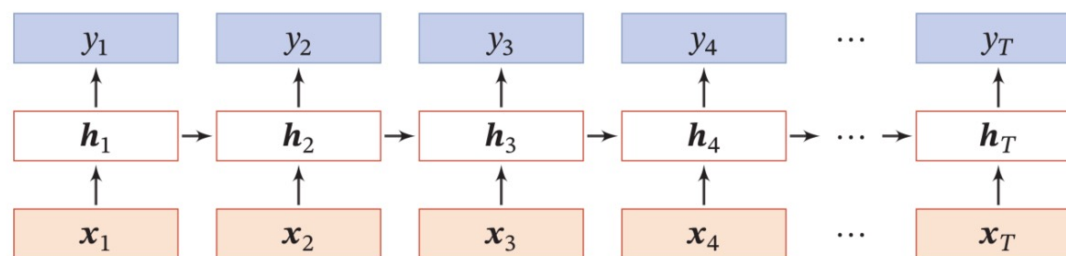 y₁ y₂ y₃ y₄ ... y_T
h₁ h₂ h₃ h₄ ... h_T
x₁ x₂ x₃ x₄ ... x_T